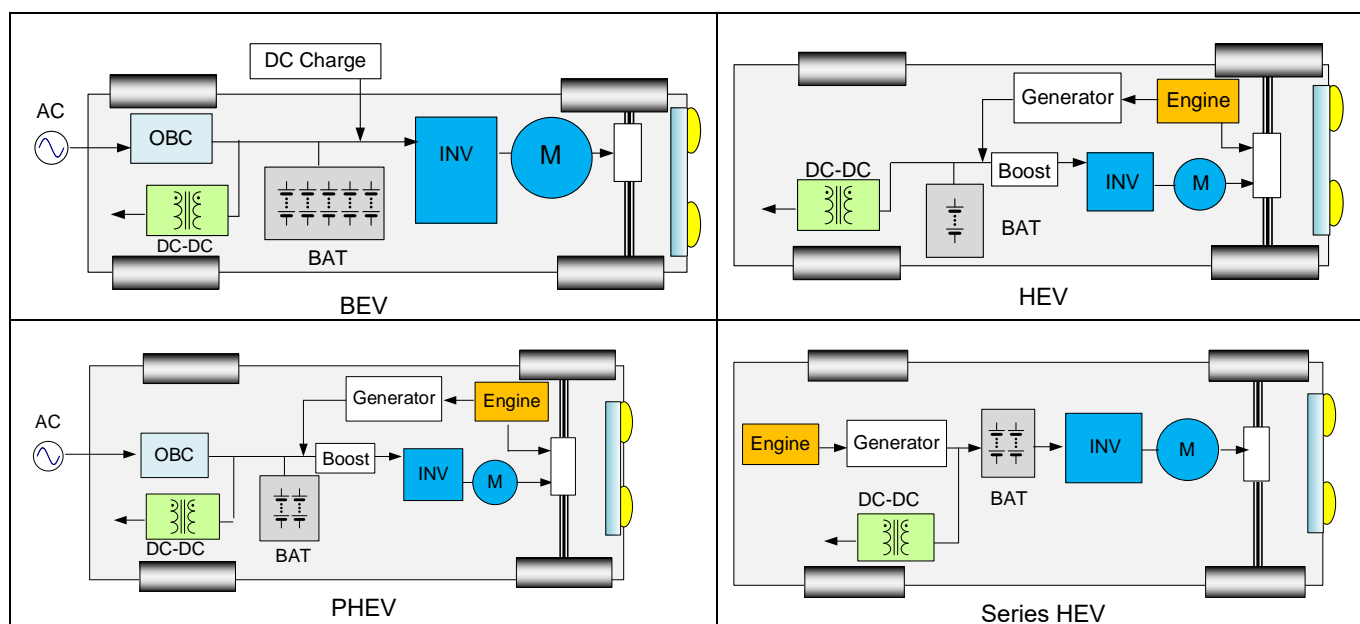 DC Charge
AC
OBC
INV
M
DC-DC
BAT
BEV
Generator
Engine
DC-DC
Boost
INV
M
BAT
HEV
AC
Generator
Engine
OBC
Boost
INV
M
DC-DC
BAT
PHEV
Engine
Generator
INV
M
BAT
DC-DC
Series HEV